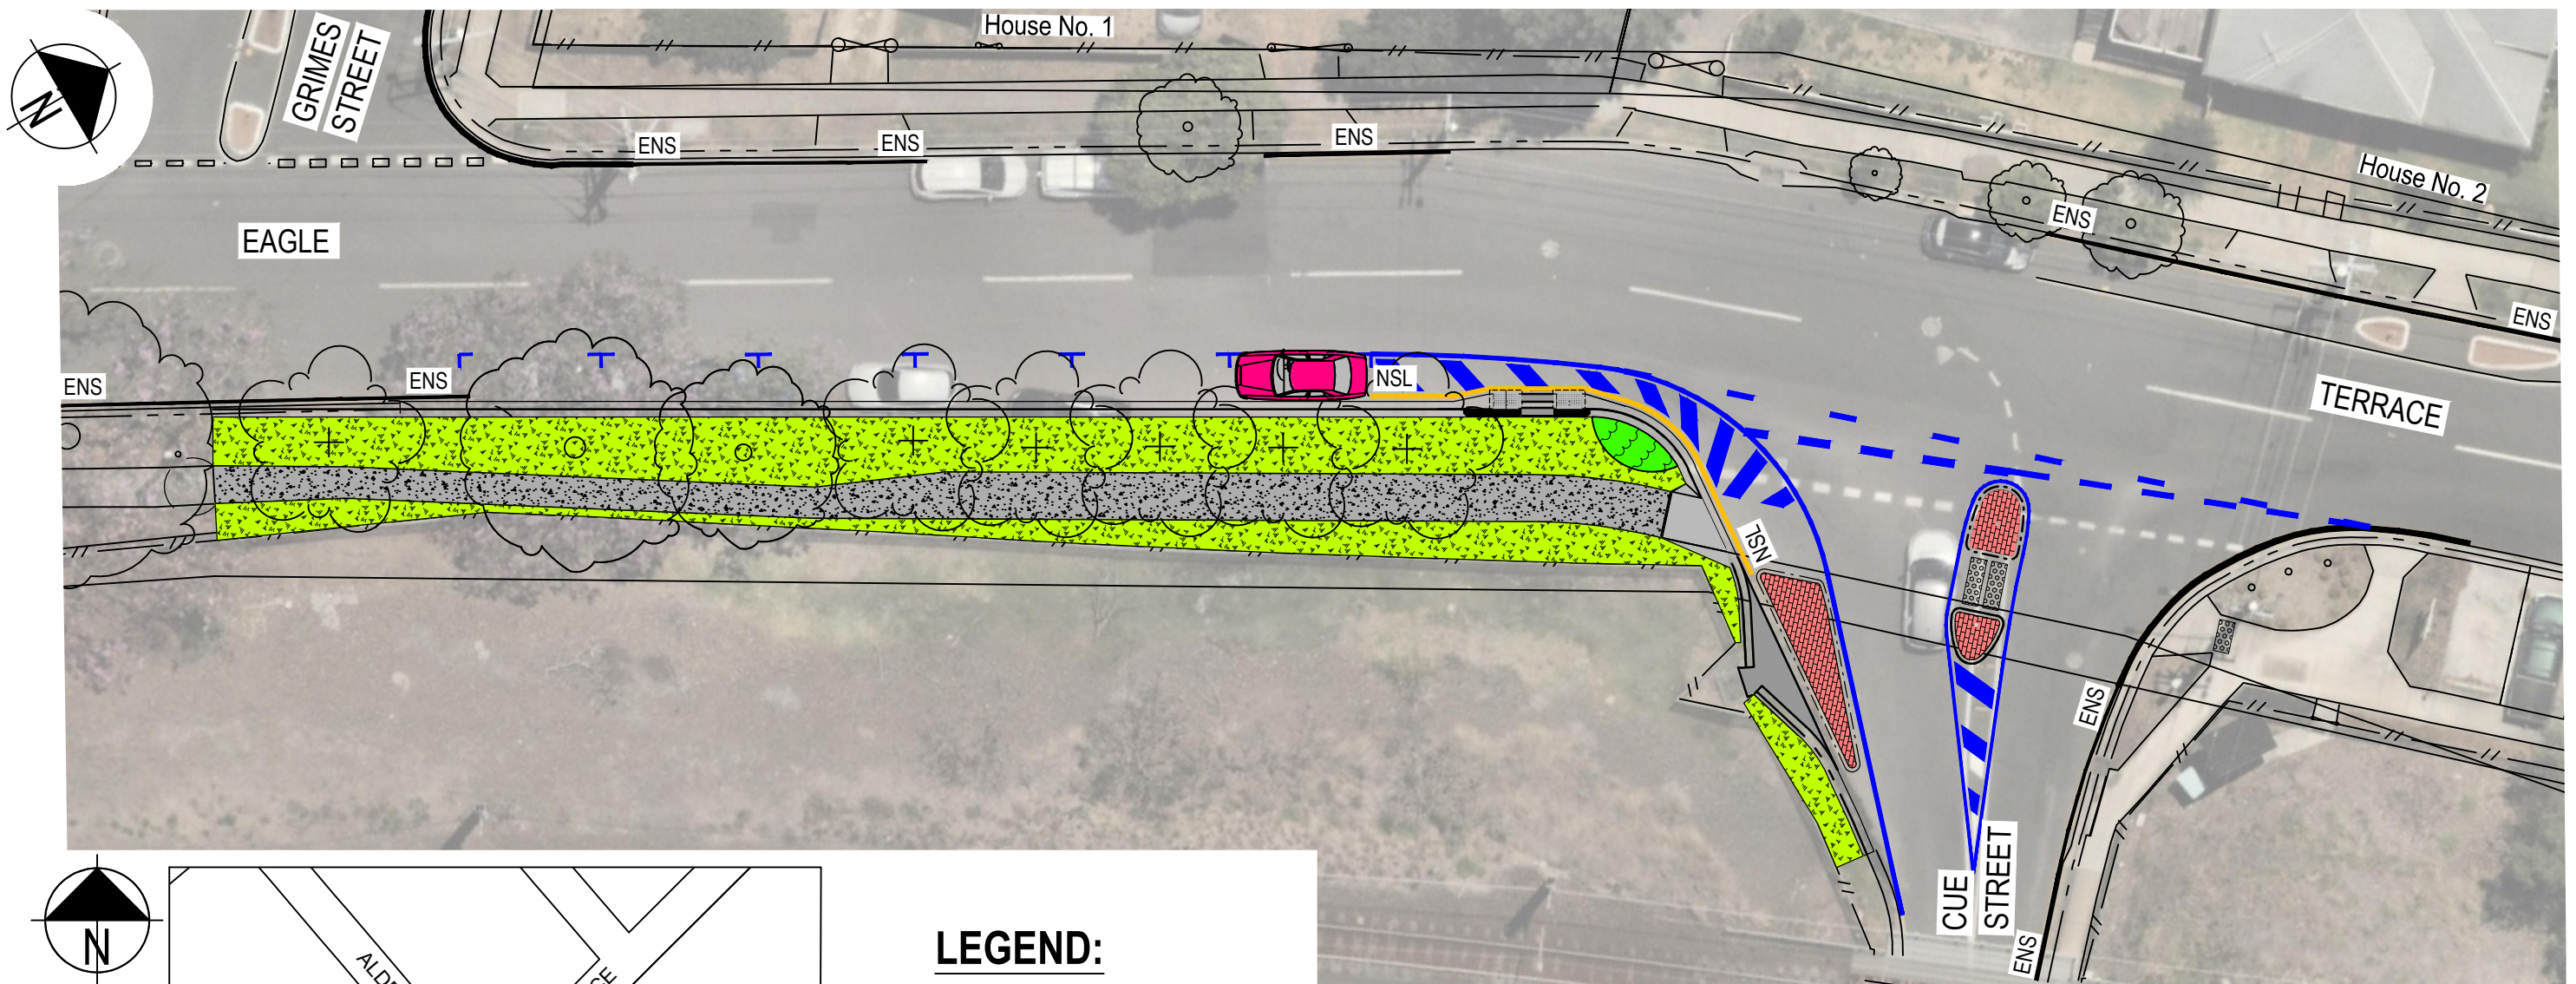 GRIMES
STREET
House No. 1
N
ENS
ENS
ENS
House No. 2
ENS
EAGLE
ENS
ENS
ENS
NSL
TERRACE
NSL
ENS
CUE
STREET
ENS
N
LEGEND: